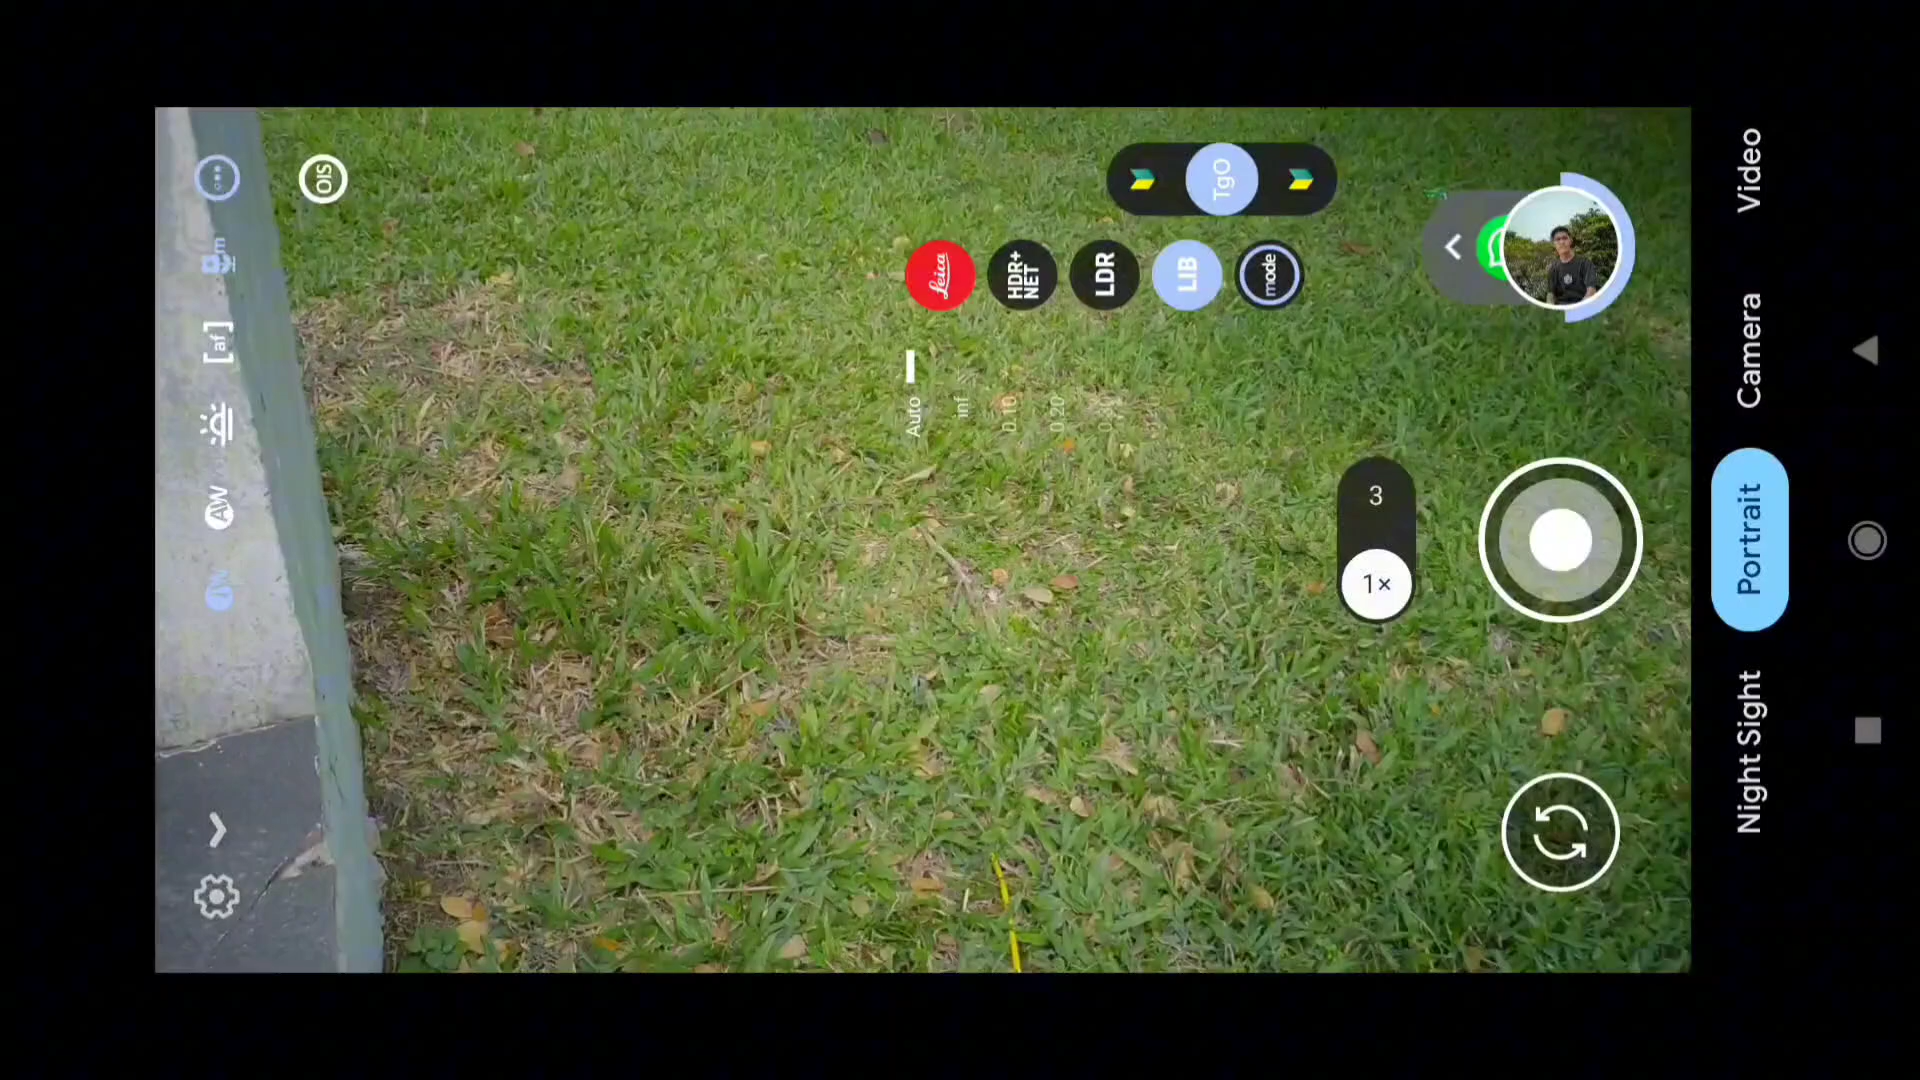 OIS
m
[af]
AW
TgO
Leica
HDR+
NET
LDR
LIB
mode
Auto
inf
0.10
0.20
3
1×
Video
Camera
Portrait
Night Sight